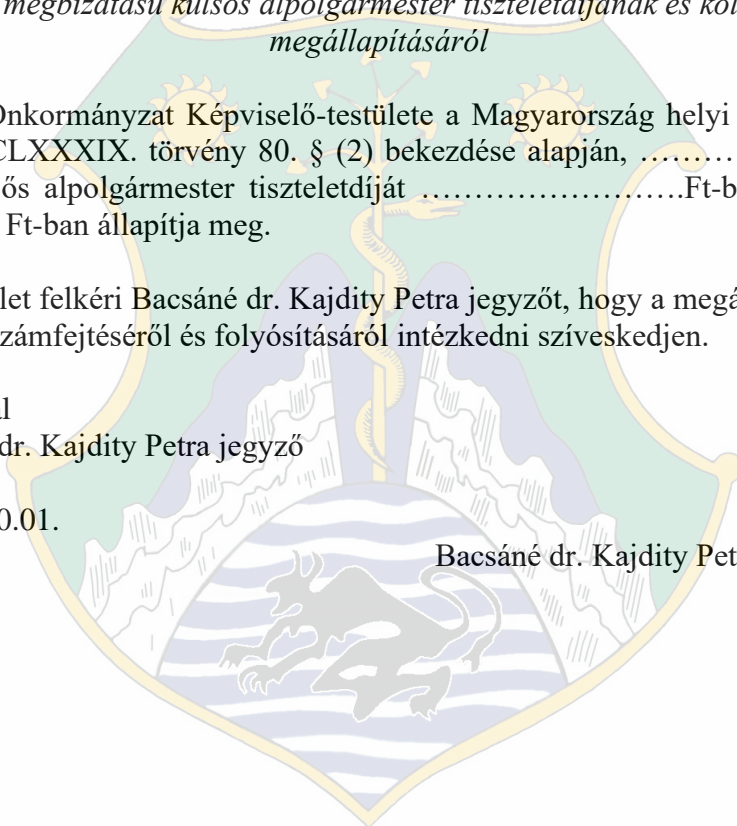 megbízatású külsős alpolgármester tiszteletdíjának és köl
megállapításáról
Önkormányzat Képviselő-testülete a Magyarország helyi
CLXXXIX. törvény 80. § (2) bekezdése alapján, ………
ős alpolgármester tiszteletdíját …………………….Ft-b
Ft-ban állapítja meg.
let felkéri Bacsáné dr. Kajdity Petra jegyzőt, hogy a megá
számfejtéséről és folyósításáról intézkedni szíveskedjen.
al
dr. Kajdity Petra jegyző
0.01.
Bacsáné dr. Kajdity Pet